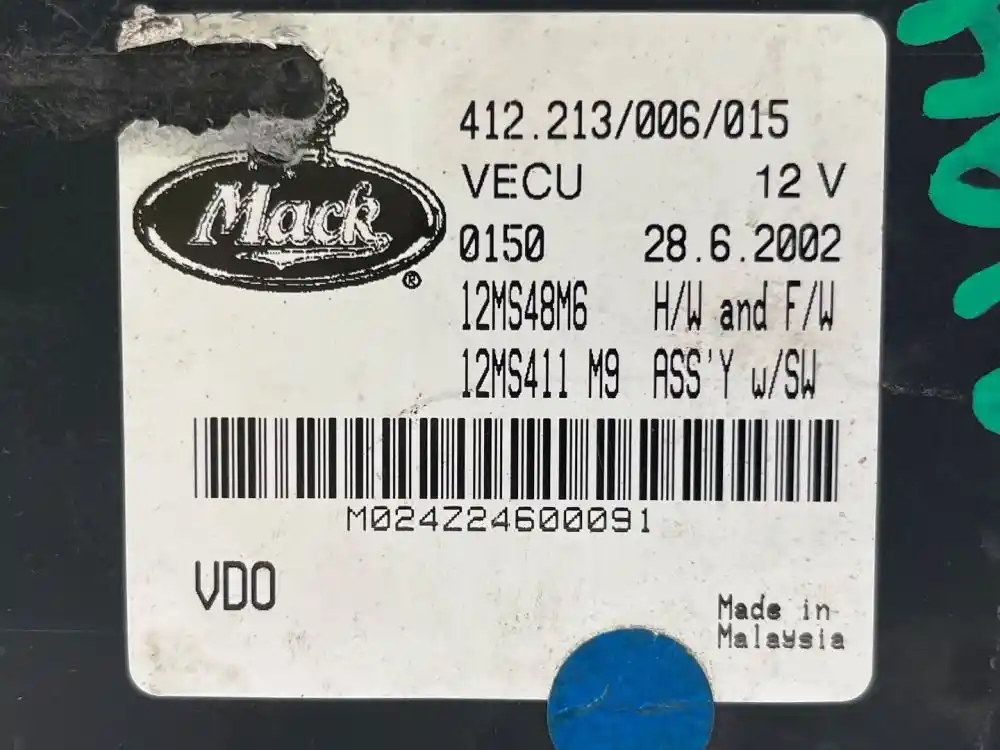 412.213/006/015
Mack
®
VECU 12 V
0150 28.6.2002
12MS48M6 H/W and F/W
12MS411 M9 ASS'Y w/SW
M024Z24600091
VDO
Made in
Malaysia